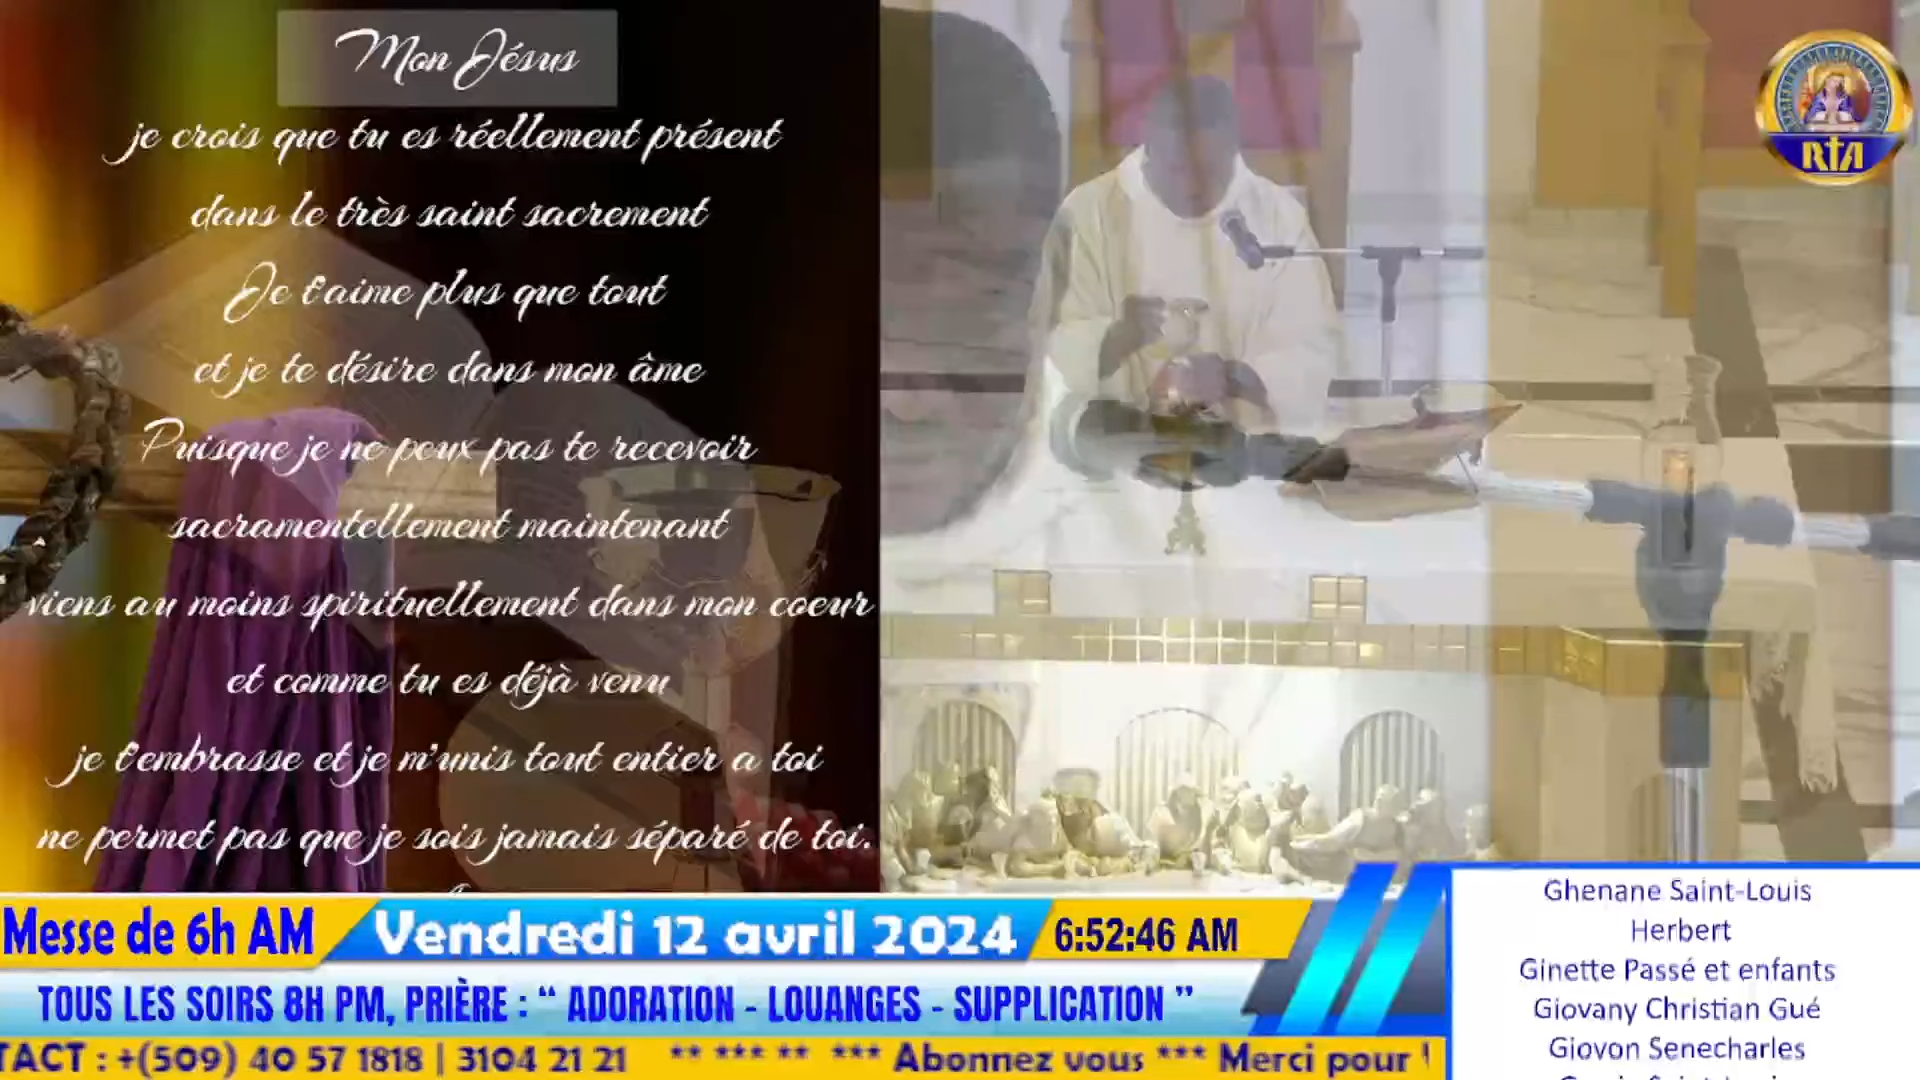 Mon Jésus
je crois que tu es réellement présent
dans le très saint sacrement
Je t'aime plus que tout
et je te désire dans mon âme
Puisque je ne peux pas te recevoir
sacramentellement maintenant
viens au moins spirituellement dans mon coeur
et comme tu es déjà venu
je t'embrasse et je m'unis tout entier a toi
ne permet pas que je sois jamais séparé de toi.
RTA
Messe de 6h AM
Vendredi 12 avril 2024
6:52:46 AM
TOUS LES SOIRS 8H PM, PRIÈRE : “ ADORATION - LOUANGES - SUPPLICATION ”
TACT : +(509) 40 57 1818 | 3104 21 21 ** *** ** *** Abonnez vous *** Merci pour
Ghenane Saint-Louis
Herbert
Ginette Passé et enfants
Giovany Christian Gué
Giovon Senecharles